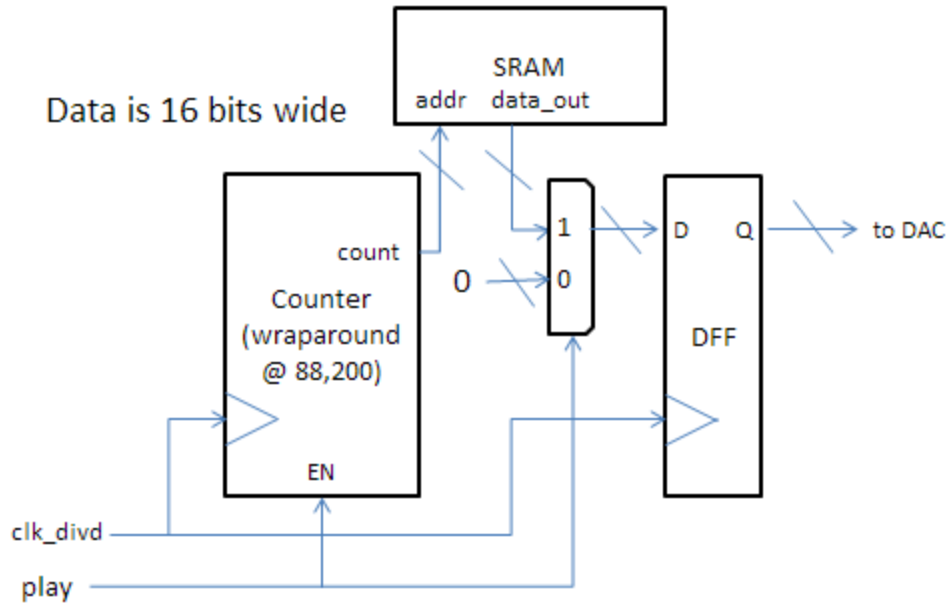 SRAM
addr data_out
Data is 16 bits wide
count
Counter
(wraparound
@ 88,200)
EN
0
1
0
D Q
DFF
to DAC
clk_divd
play